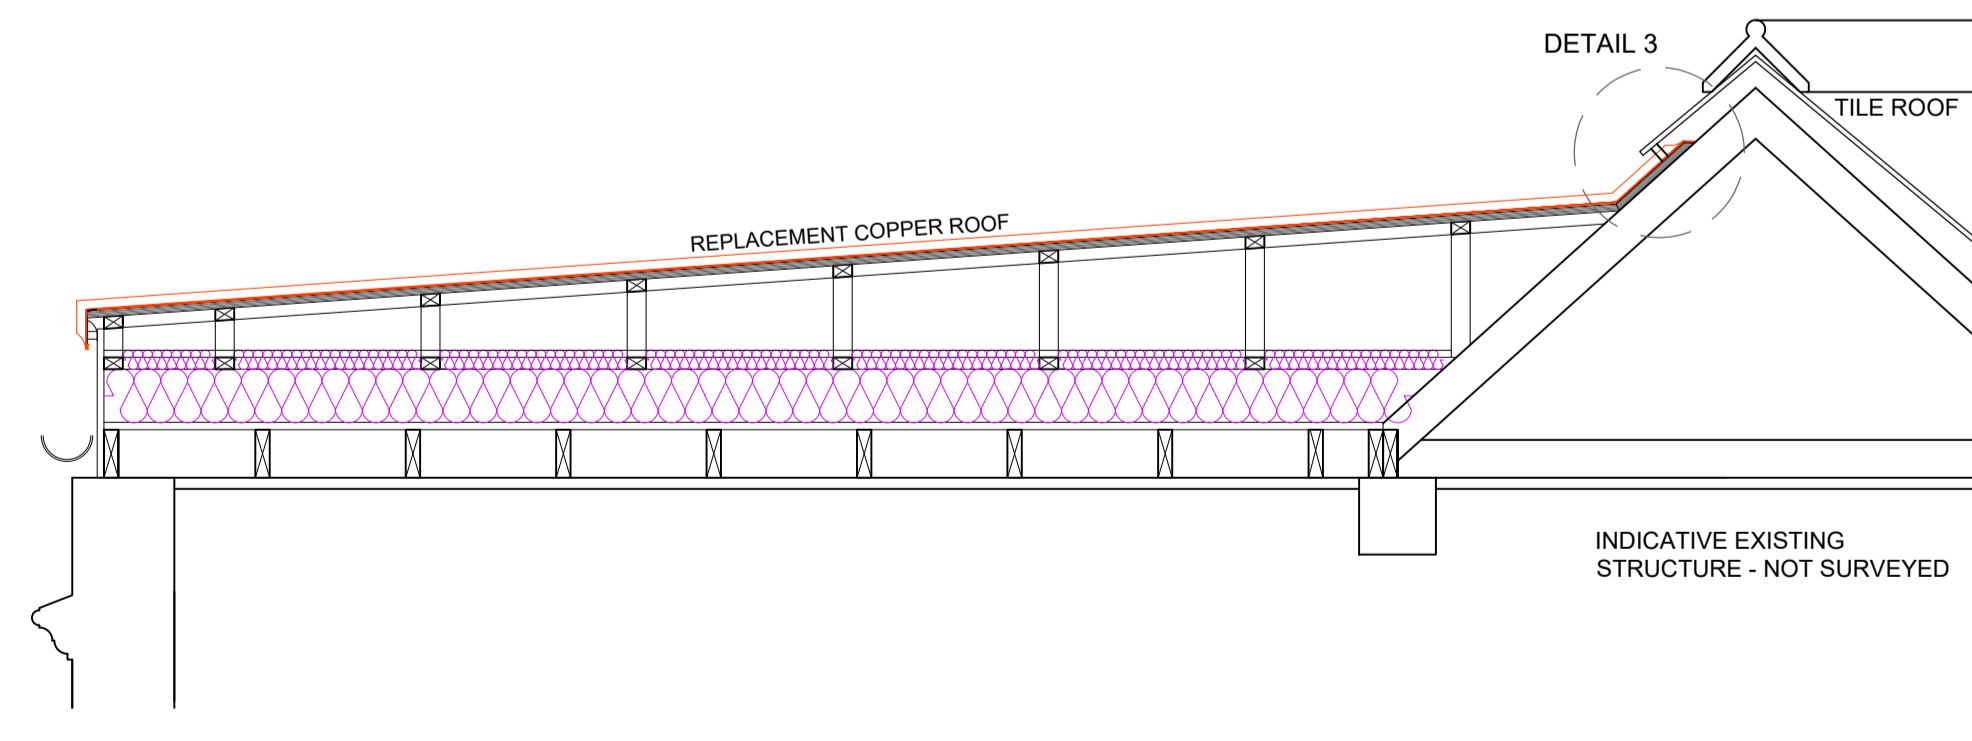 DETAIL 3
TILE ROOF
REPLACEMENT COPPER ROOF
INDICATIVE EXISTING
STRUCTURE - NOT SURVEYED